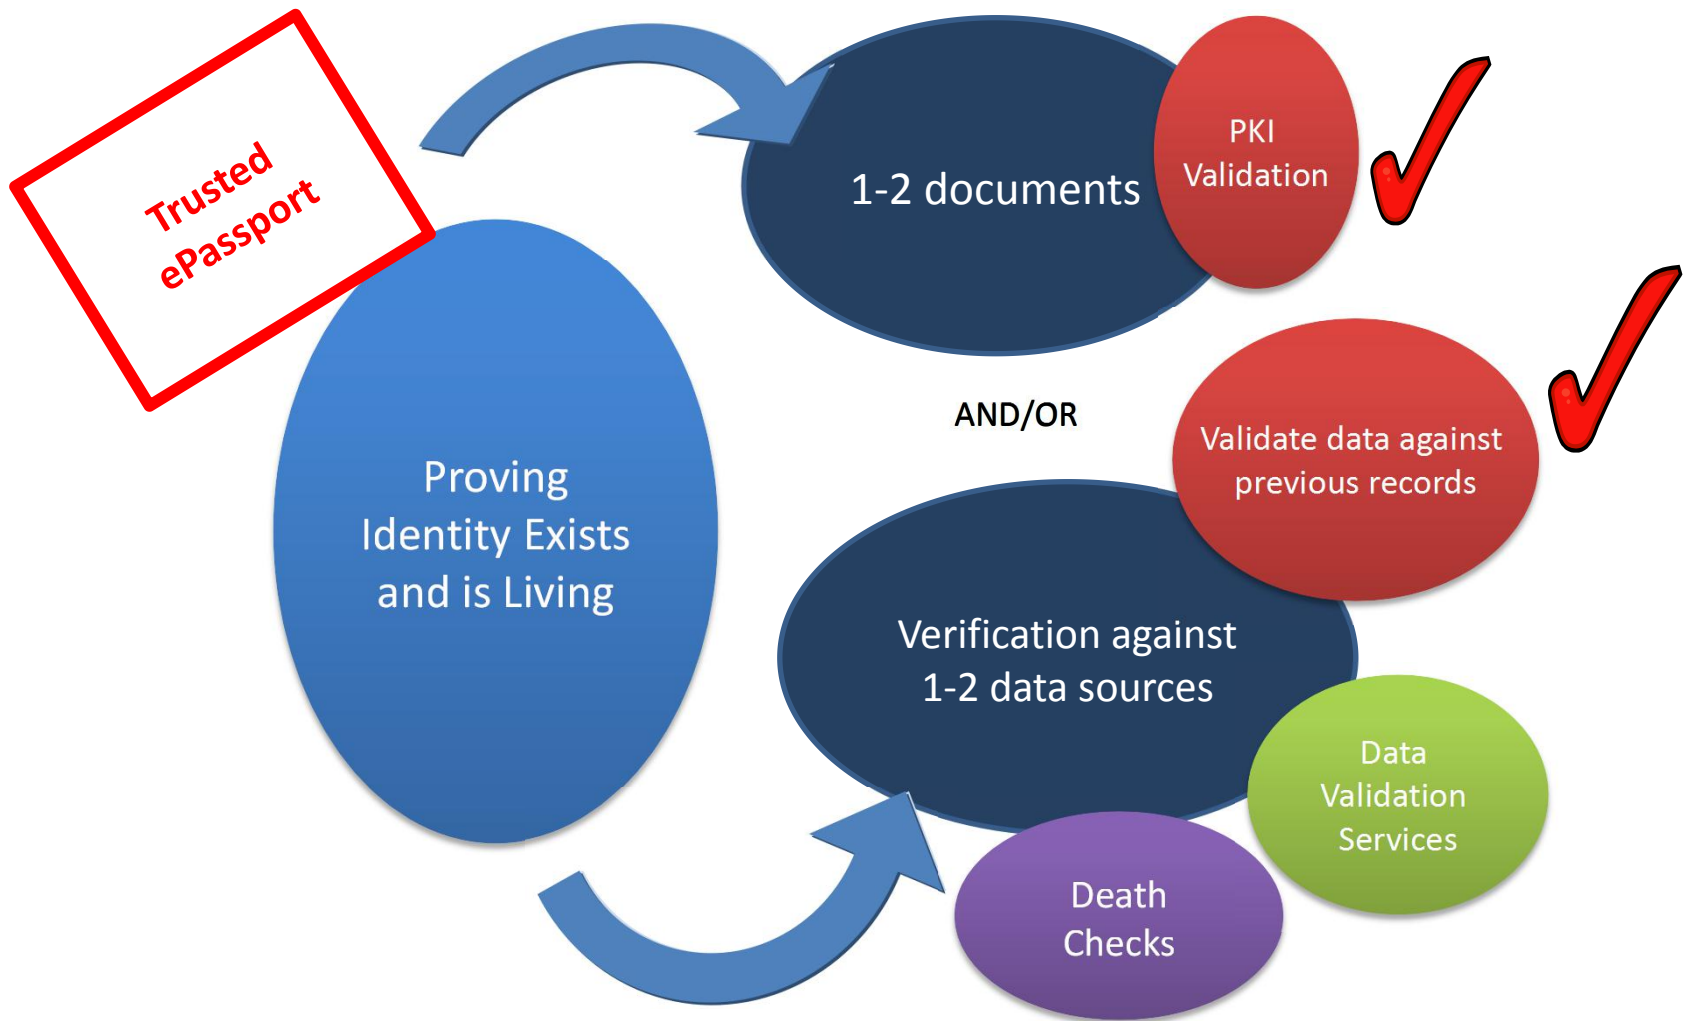 Trusted
ePassport
1-2 documents
PKI
Validation
AND/OR
Validate data against
previous records
Proving
Identity Exists
and is Living
Verification against
1-2 data sources
Data
Validation
Services
Death
Checks